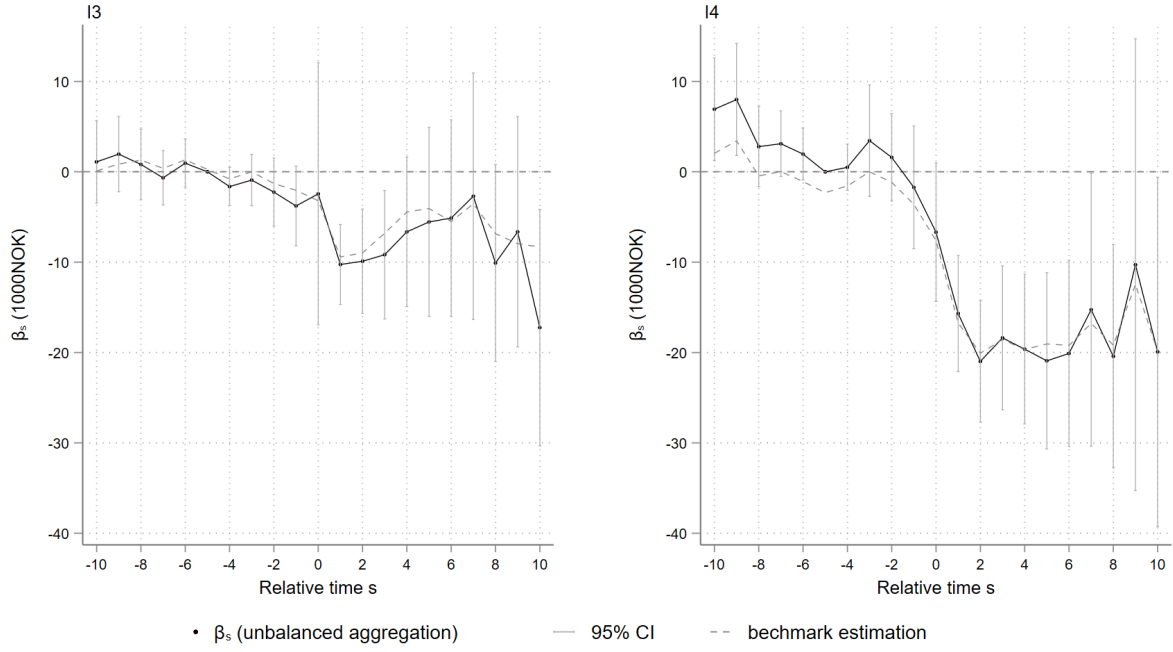 I3
I4
10
0
-10
-20
-30
-40
βₛ (1000NOK)
-10 -8 -6 -4 -2 0 2 4 6 8 10
Relative time s
10
0
-10
-20
-30
-40
βₛ (1000NOK)
-10 -8 -6 -4 -2 0 2 4 6 8 10
Relative time s
βₛ (unbalanced aggregation) 95% CI bechmark estimation